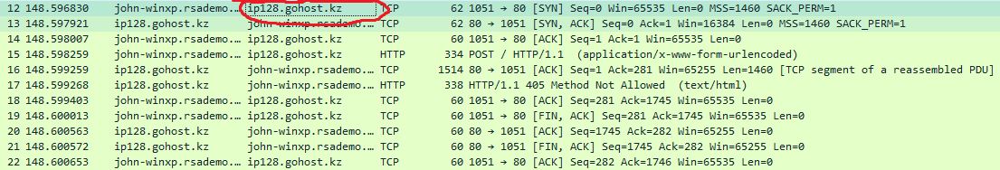 12 148.596830 john-winxp.rsademo.… ip128.gohost.kz TCP 62 1051 → 80 [SYN] Seq=0 Win=65535 Len=0 MSS=1460 SACK_PERM=1
13 148.597921 ip128.gohost.kz john-winxp.rsademo.… TCP 62 80 → 1051 [SYN, ACK] Seq=0 Ack=1 Win=16384 Len=0 MSS=1460 SACK_PERM=1
14 148.598007 john-winxp.rsademo.… ip128.gohost.kz TCP 60 1051 → 80 [ACK] Seq=1 Ack=1 Win=65535 Len=0
15 148.598259 john-winxp.rsademo.… ip128.gohost.kz HTTP 334 POST / HTTP/1.1 (application/x-www-form-urlencoded)
16 148.599259 ip128.gohost.kz john-winxp.rsademo.… TCP 1514 80 → 1051 [ACK] Seq=1 Ack=281 Win=65255 Len=1460 [TCP segment of a reassembled PDU]
17 148.599268 ip128.gohost.kz john-winxp.rsademo.… HTTP 338 HTTP/1.1 405 Method Not Allowed (text/html)
18 148.599403 john-winxp.rsademo.… ip128.gohost.kz TCP 60 1051 → 80 [ACK] Seq=281 Ack=1745 Win=65535 Len=0
19 148.600013 john-winxp.rsademo.… ip128.gohost.kz TCP 60 1051 → 80 [FIN, ACK] Seq=281 Ack=1745 Win=65535 Len=0
20 148.600563 ip128.gohost.kz john-winxp.rsademo.… TCP 60 80 → 1051 [ACK] Seq=1745 Ack=282 Win=65255 Len=0
21 148.600572 ip128.gohost.kz john-winxp.rsademo.… TCP 60 80 → 1051 [FIN, ACK] Seq=1745 Ack=282 Win=65255 Len=0
22 148.600653 john-winxp.rsademo.… ip128.gohost.kz TCP 60 1051 → 80 [ACK] Seq=282 Ack=1746 Win=65535 Len=0